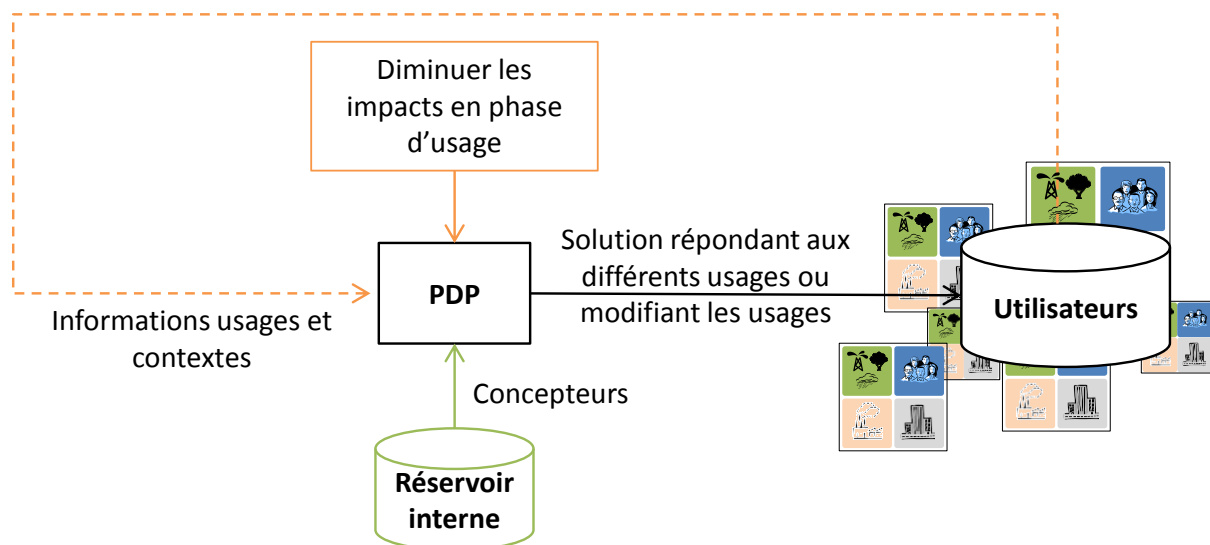 Diminuer les
impacts en phase
d’usage
PDP
Solution répondant aux
différents usages ou
modifiant les usages
Utilisateurs
Informations usages et
contextes
Concepteurs
Réservoir
interne